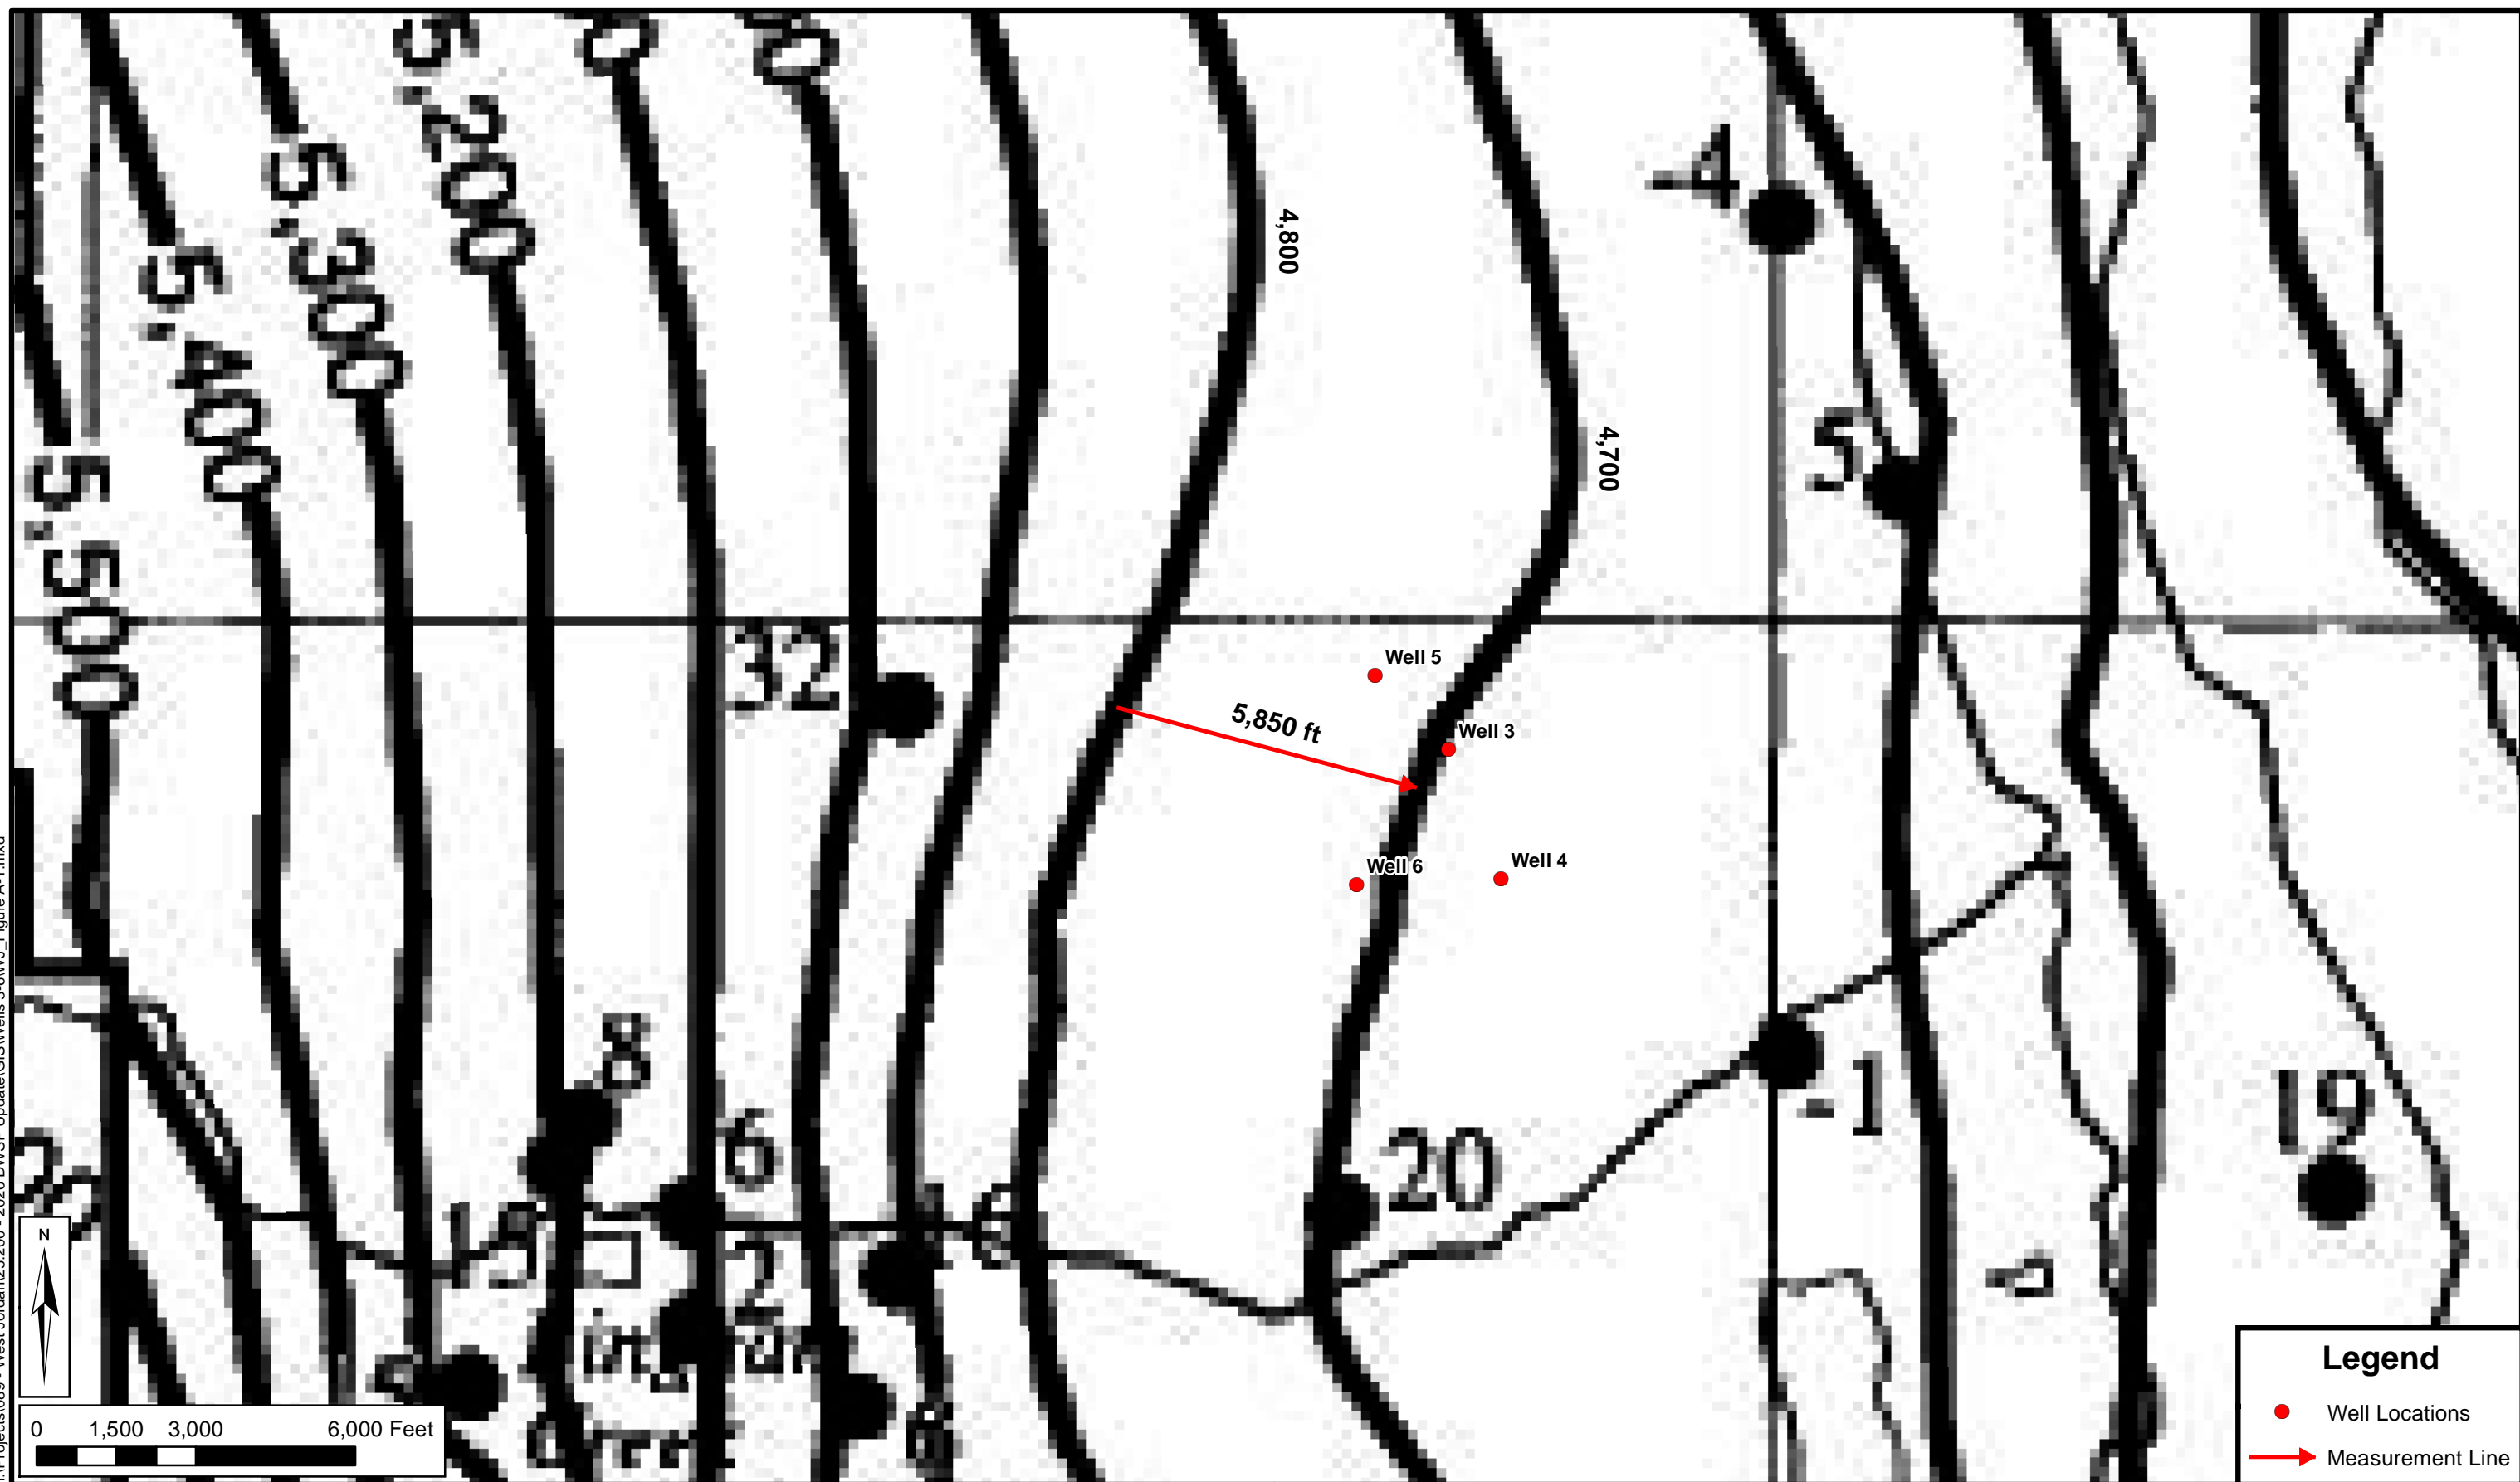 5,200
5,300
5,400
5,500
4,800
4,700
4
5
32
Well 5
5,850 ft
Well 3
Well 6
Well 4
8
6
20
-1
19
2
N
0 1,500 3,000 6,000 Feet
Legend
Well Locations
Measurement Line